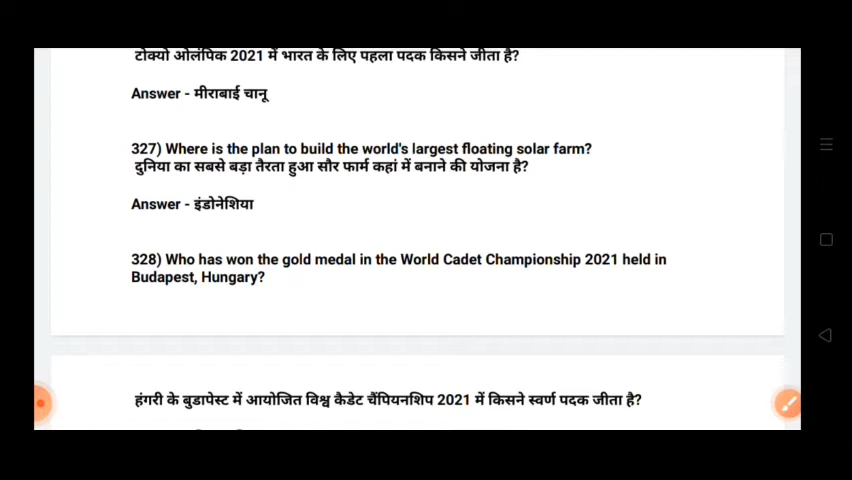 टोक्यो ओलंपिक 2021 में भारत के लिए पहला पदक किसने जीता है?
Answer - मीराबाई चानू
327) Where is the plan to build the world's largest floating solar farm?
दुनिया का सबसे बड़ा तैरता हुआ सौर फार्म कहां में बनाने की योजना है?
Answer - इंडोनेशिया
328) Who has won the gold medal in the World Cadet Championship 2021 held in
Budapest, Hungary?
हंगरी के बुडापेस्ट में आयोजित विश्व कैडेट चैंपियनशिप 2021 में किसने स्वर्ण पदक जीता है?